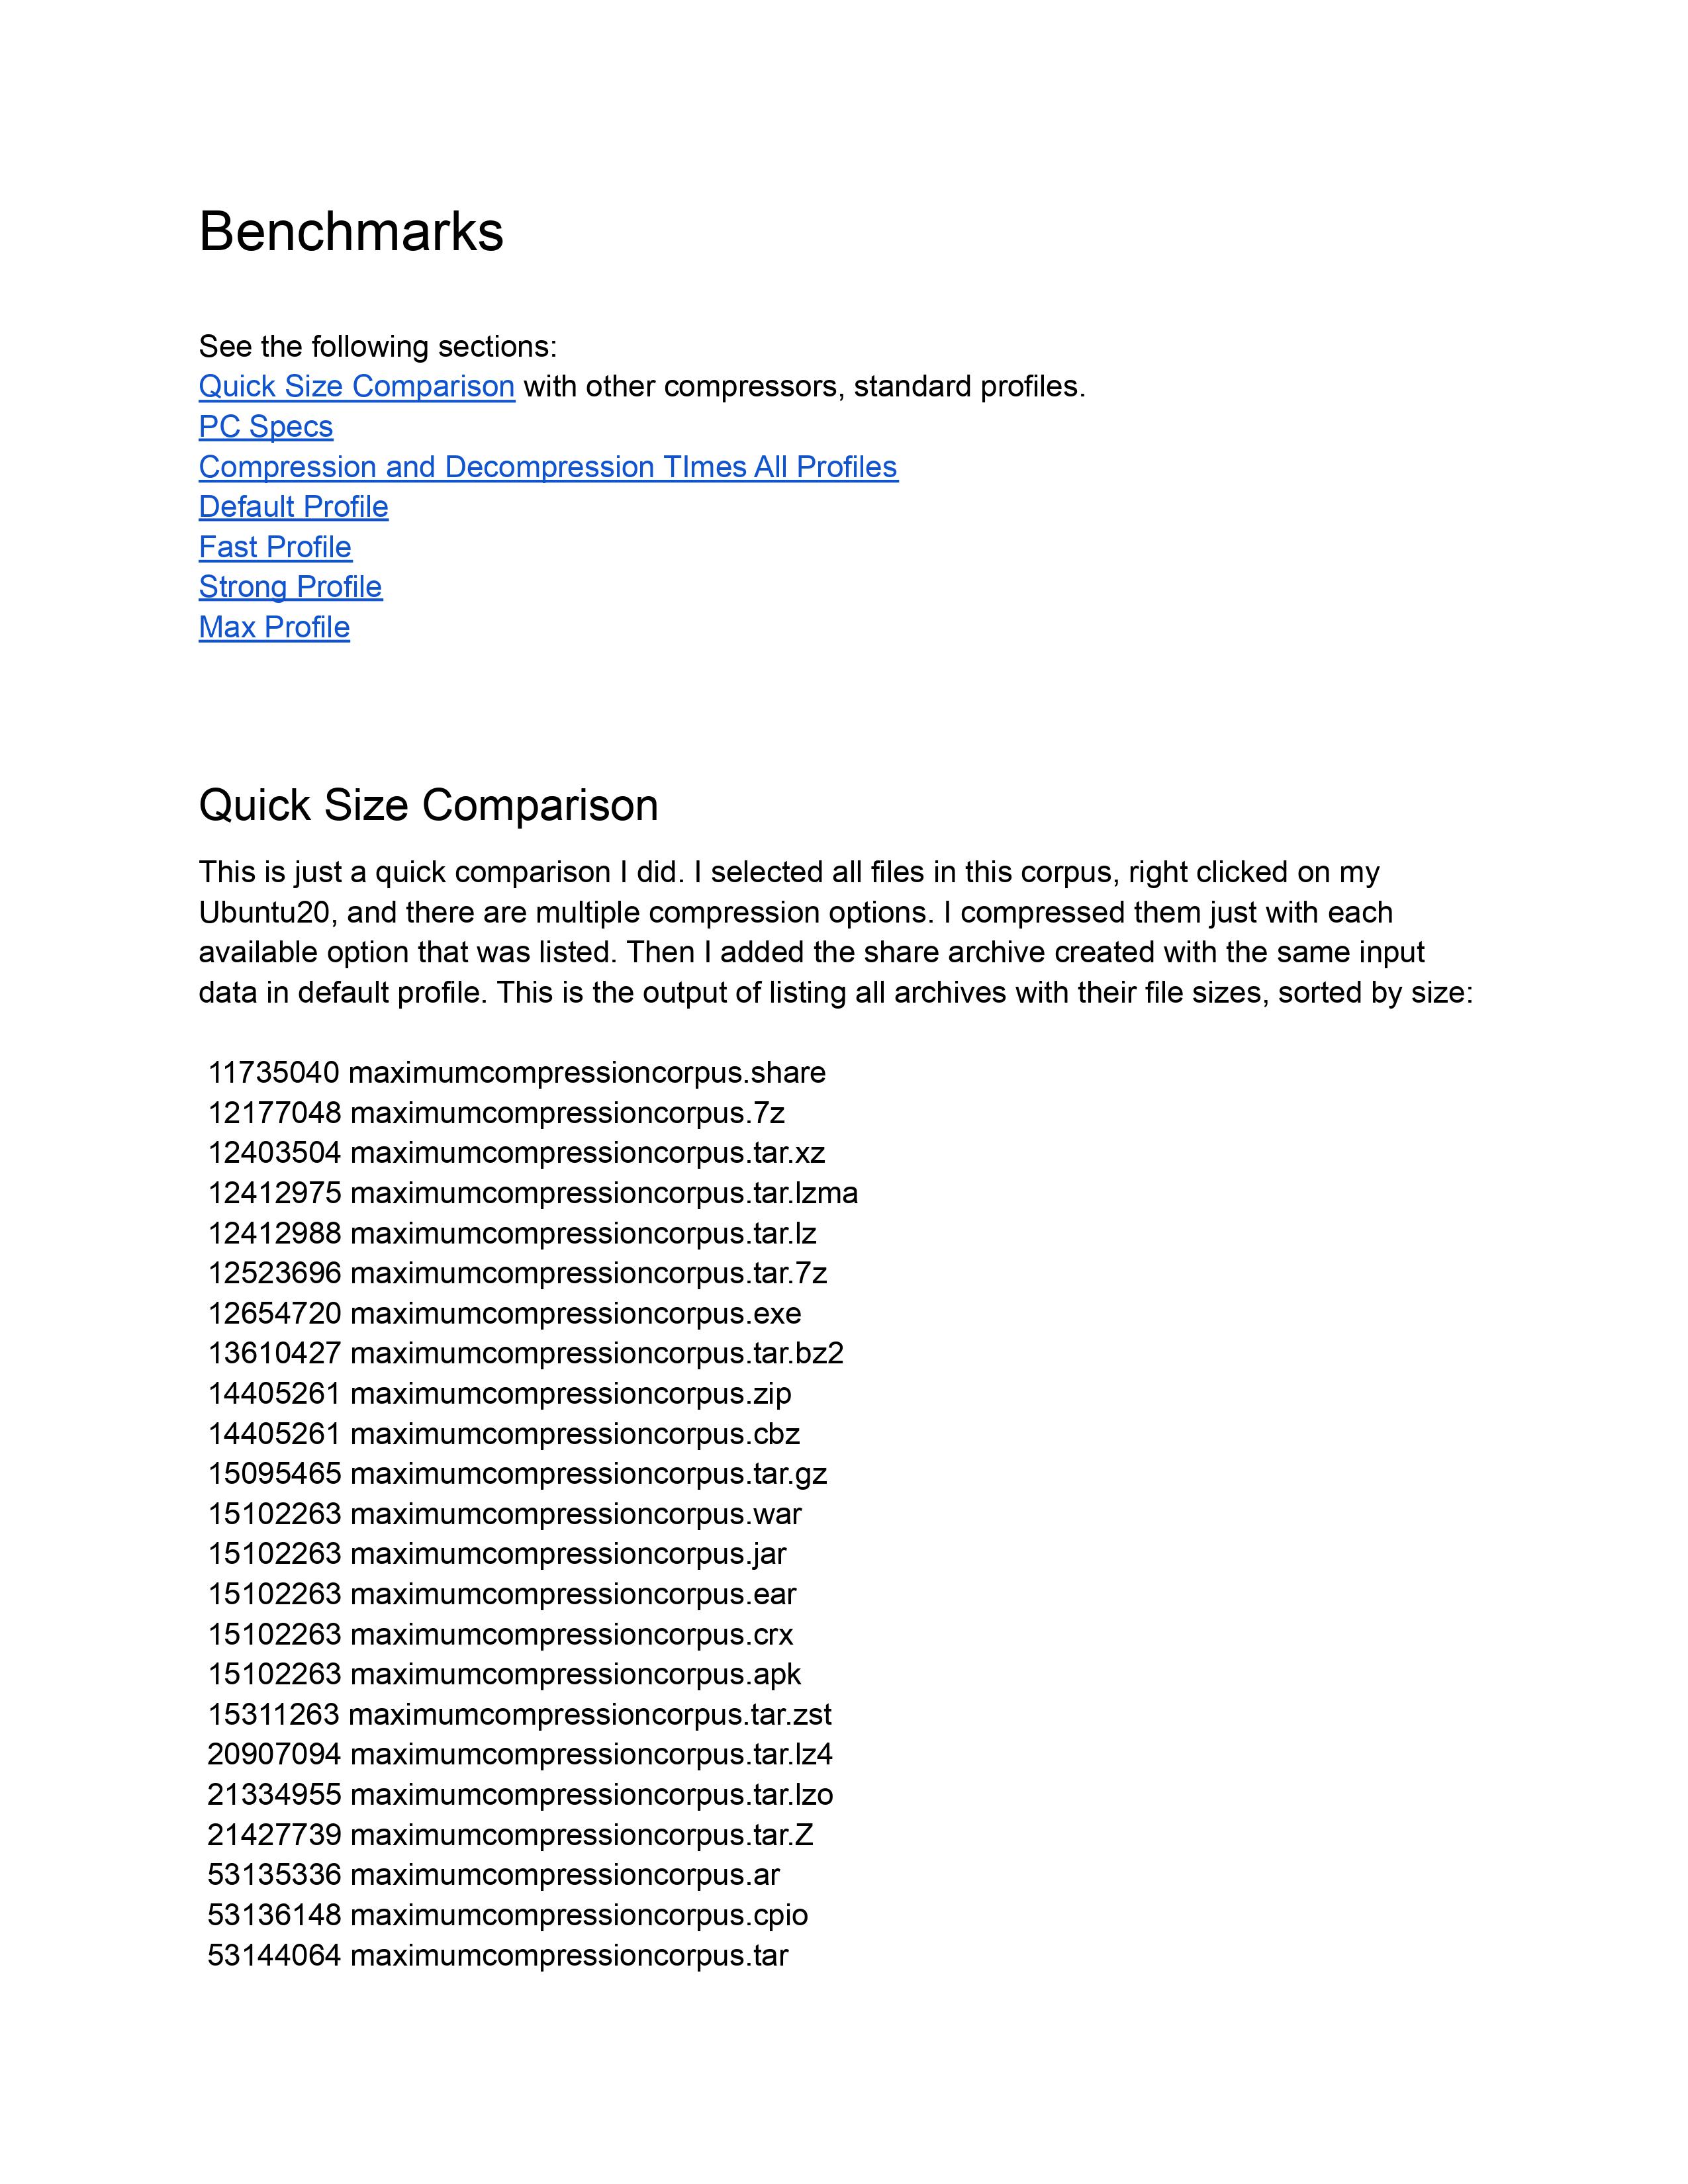 Benchmarks
See the following sections:
Quick Size Comparison with other compressors, standard profiles.
PC Specs
Compression and Decompression TImes All Profiles
Default Profile
Fast Profile
Strong Profile
Max Profile
Quick Size Comparison
This is just a quick comparison I did. I selected all files in this corpus, right clicked on my
Ubuntu20, and there are multiple compression options. I compressed them just with each
available option that was listed. Then I added the share archive created with the same input
data in default profile. This is the output of listing all archives with their file sizes, sorted by size:
11735040 maximumcompressioncorpus.share
12177048 maximumcompressioncorpus.7z
12403504 maximumcompressioncorpus.tar.xz
12412975 maximumcompressioncorpus.tar.lzma
12412988 maximumcompressioncorpus.tar.lz
12523696 maximumcompressioncorpus.tar.7z
12654720 maximumcompressioncorpus.exe
13610427 maximumcompressioncorpus.tar.bz2
14405261 maximumcompressioncorpus.zip
14405261 maximumcompressioncorpus.cbz
15095465 maximumcompressioncorpus.tar.gz
15102263 maximumcompressioncorpus.war
15102263 maximumcompressioncorpus.jar
15102263 maximumcompressioncorpus.ear
15102263 maximumcompressioncorpus.crx
15102263 maximumcompressioncorpus.apk
15311263 maximumcompressioncorpus.tar.zst
20907094 maximumcompressioncorpus.tar.lz4
21334955 maximumcompressioncorpus.tar.lzo
21427739 maximumcompressioncorpus.tar.Z
53135336 maximumcompressioncorpus.ar
53136148 maximumcompressioncorpus.cpio
53144064 maximumcompressioncorpus.tar